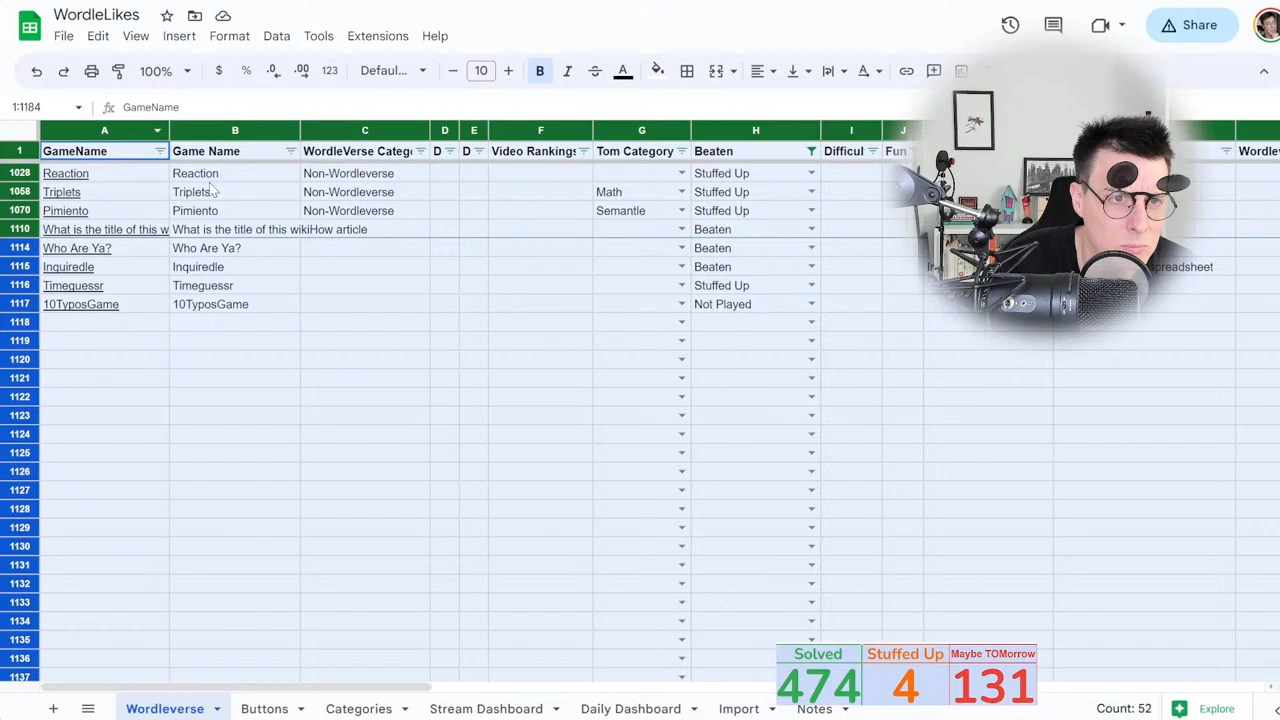 WordleLikes
File Edit View Insert Format Data Tools Extensions Help
Share
100% $ % .0 .00 123 Defaul... 10 B I A
1:1184 GameName
A B C D E F G H I J
1 GameName Game Name WordleVerse Catego D D Video Rankings Tom Category Beaten Difficul Fun Wordlev
1028 Reaction Reaction Non-Wordleverse Stuffed Up
1058 Triplets Triplets Non-Wordleverse Math Stuffed Up
1070 Pimiento Pimiento Non-Wordleverse Semantle Stuffed Up
1110 What is the title of this w What is the title of this wikiHow article Beaten
1114 Who Are Ya? Who Are Ya? Beaten
1115 Inquiredle Inquiredle Beaten spreadsheet
1116 Timeguessr Timeguessr Stuffed Up
1117 10TyposGame 10TyposGame Not Played
1118
1119
1120
1121
1122
1123
1124
1125
1126
1127
1128
1129
1130
1131
1132
1133
1134
1135
1136
1137
Solved Stuffed Up Maybe TOMorrow
474 4 131
Wordleverse Categories Stream Dashboard Daily Dashboard Import Notes Count: 52 Explore